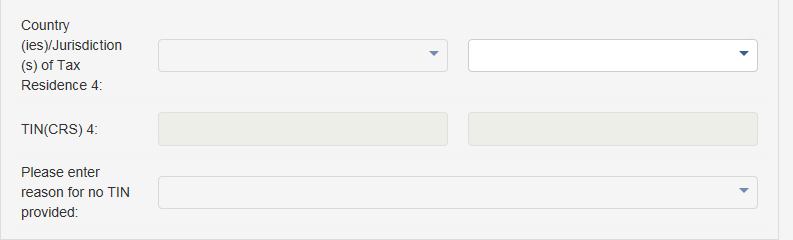 Country
(ies)/Jurisdiction
(s) of Tax
Residence 4:
TIN(CRS) 4:
Please enter
reason for no TIN
provided: